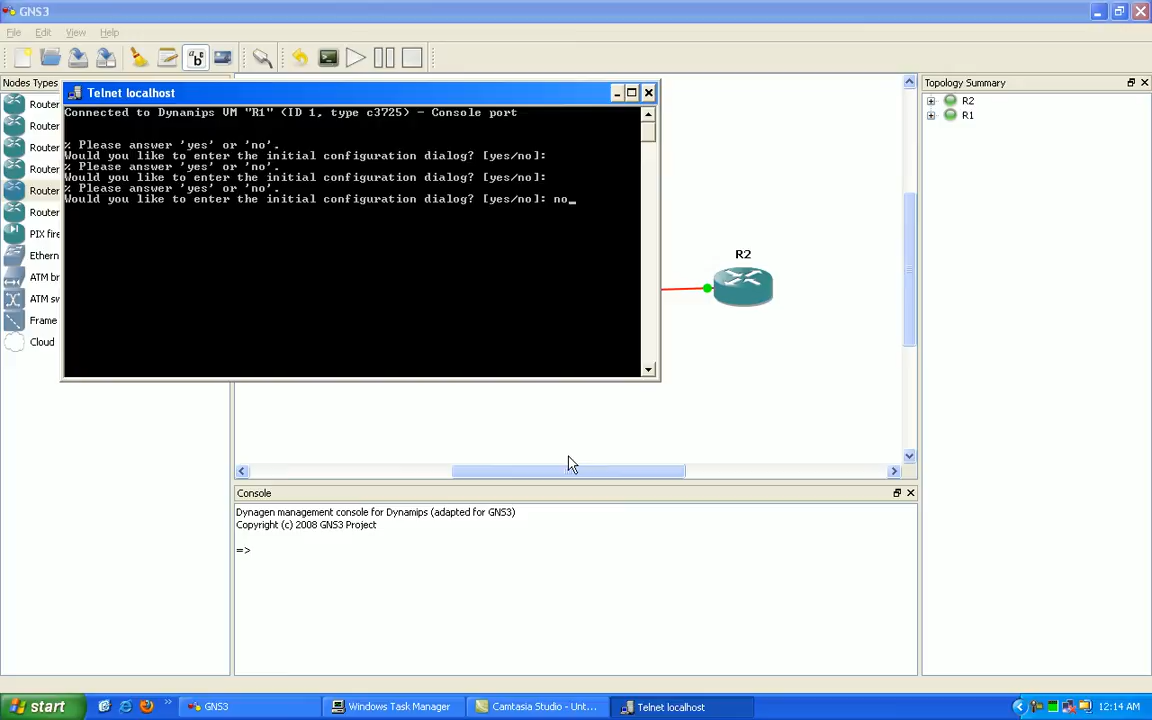 GNS3
File Edit View Help
Nodes Types
Router
Router
Router
Router
Router
Router
PIX fire
Ethern
ATM br
ATM sw
Frame
Cloud
Telnet localhost
Connected to Dynamips VM "R1" (ID 1, type c3725) - Console port
% Please answer 'yes' or 'no'.
Would you like to enter the initial configuration dialog? [yes/no]:
% Please answer 'yes' or 'no'.
Would you like to enter the initial configuration dialog? [yes/no]:
% Please answer 'yes' or 'no'.
Would you like to enter the initial configuration dialog? [yes/no]: no_
R2
Topology Summary
R2
R1
Console
Dynagen management console for Dynamips (adapted for GNS3)
Copyright (c) 2008 GNS3 Project
=>
start
GNS3
Windows Task Manager
Camtasia Studio - Unt...
Telnet localhost
12:14 AM